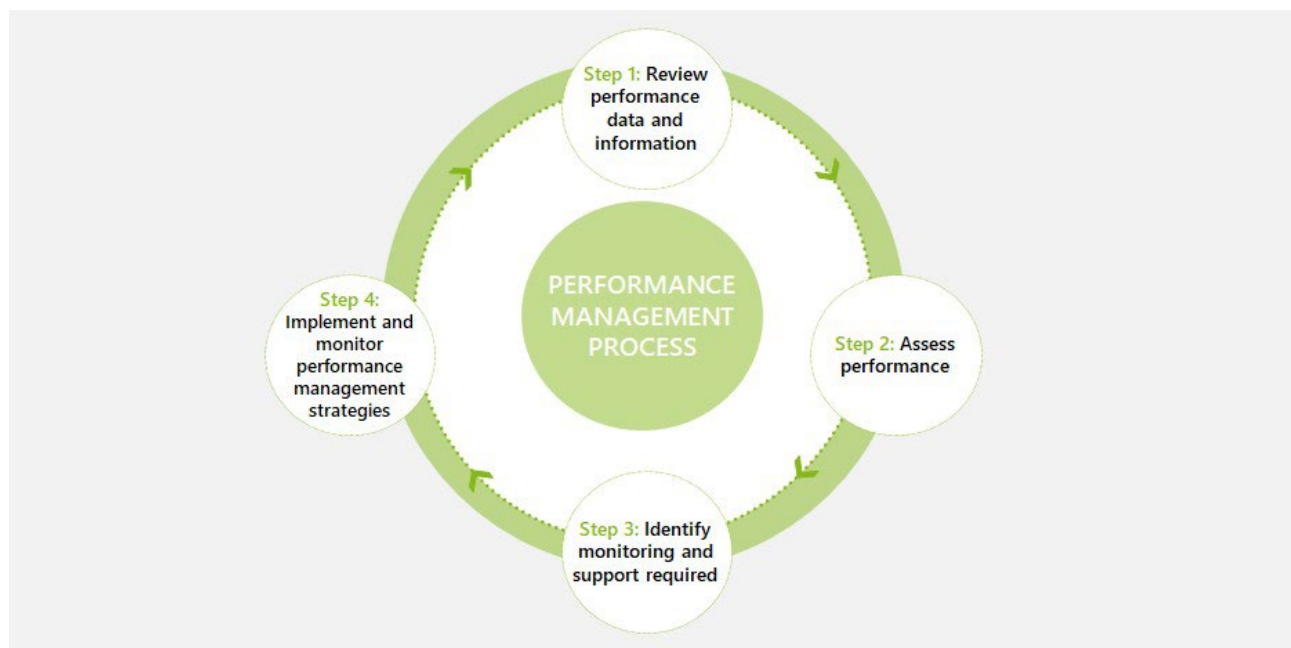 Step 1: Review
performance
data and
information
PERFORMANCE
MANAGEMENT
PROCESS
Step 2: Assess
performance
Step 3: Identify
monitoring and
support required
Step 4:
Implement and
monitor
performance
management
strategies